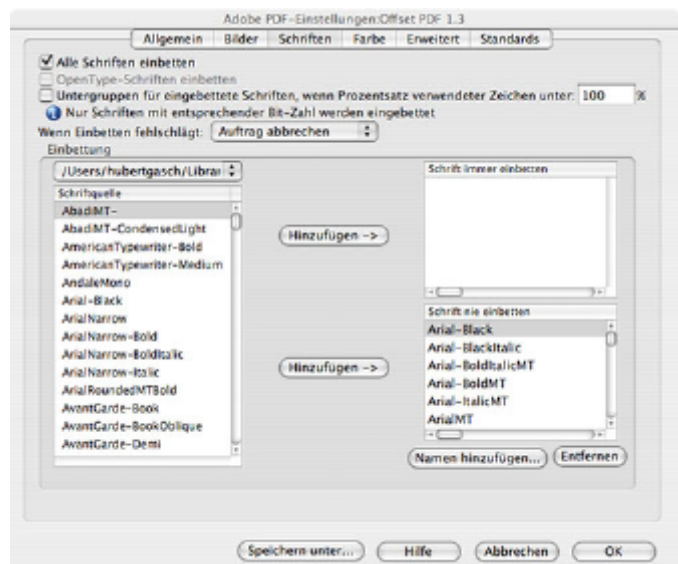 Adobe PDF-Einstellungen:Offset PDF 1.3
Allgemein Bilder Schriften Farbe Erweitert Standards
Alle Schriften einbetten
OpenType-Schriften einbetten
Untergruppen für eingebettete Schriften, wenn Prozentsatz verwendeter Zeichen unter: 100 %
Nur Schriften mit entsprechender Bit-Zahl werden eingebettet
Wenn Einbetten fehlschlägt: Auftrag abbrechen
Einbettung
/Users/hubertgasch/Librar
Schriftquelle
AbadiMT-
AbadiMT-CondensedLight
AmericanTypewriter-Bold
AmericanTypewriter-Medium
AndaleMono
Arial-Black
ArialNarrow
ArialNarrow-Bold
ArialNarrow-BoldItalic
ArialNarrow-Italic
ArialRoundedMTBold
AvantGarde-Book
AvantGarde-BookOblique
AvantGarde-Demi
Hinzufügen ->
Hinzufügen ->
Schrift immer einbetten
Schrift nie einbetten
Arial-Black
Arial-BlackItalic
Arial-BoldItalicMT
Arial-BoldMT
Arial-ItalicMT
ArialMT
Namen hinzufügen... Entfernen
Speichern unter... Hilfe Abbrechen OK